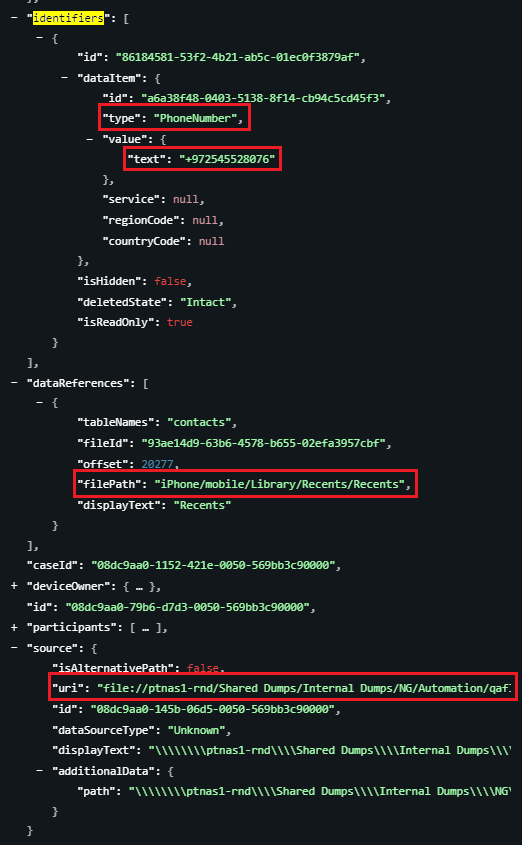 },
− "identifiers": [
− {
"id": "86184581-53f2-4b21-ab5c-01ec0f3879af",
− "dataItem": {
"id": "a6a38f48-0403-5138-8f14-cb94c5cd45f3",
"type": "PhoneNumber",
− "value": {
"text": "+972545528076"
},
"service": null,
"regionCode": null,
"countryCode": null
},
"isHidden": false,
"deletedState": "Intact",
"isReadOnly": true
}
],
− "dataReferences": [
− {
"tableNames": "contacts",
"fileId": "93ae14d9-63b6-4578-b655-02efa3957cbf",
"offset": 20277,
"filePath": "iPhone/mobile/Library/Recents/Recents",
"displayText": "Recents"
}
],
"caseId": "08dc9aa0-1152-421e-0050-569bb3c90000",
+ "deviceOwner": { … },
"id": "08dc9aa0-79b6-d7d3-0050-569bb3c90000",
+ "participants": [ … ],
− "source": {
"isAlternativePath": false,
"uri": "file://ptnas1-rnd/Shared Dumps/Internal Dumps/NG/Automation/qaf
"id": "08dc9aa0-145b-06d5-0050-569bb3c90000",
"dataSourceType": "Unknown",
"displayText": "\\\\\\\\ptnas1-rnd\\\\Shared Dumps\\\\Internal Dumps\\\
− "additionalData": {
"path": "\\\\\\\\ptnas1-rnd\\\\Shared Dumps\\\\Internal Dumps\\\\NG\
}
}